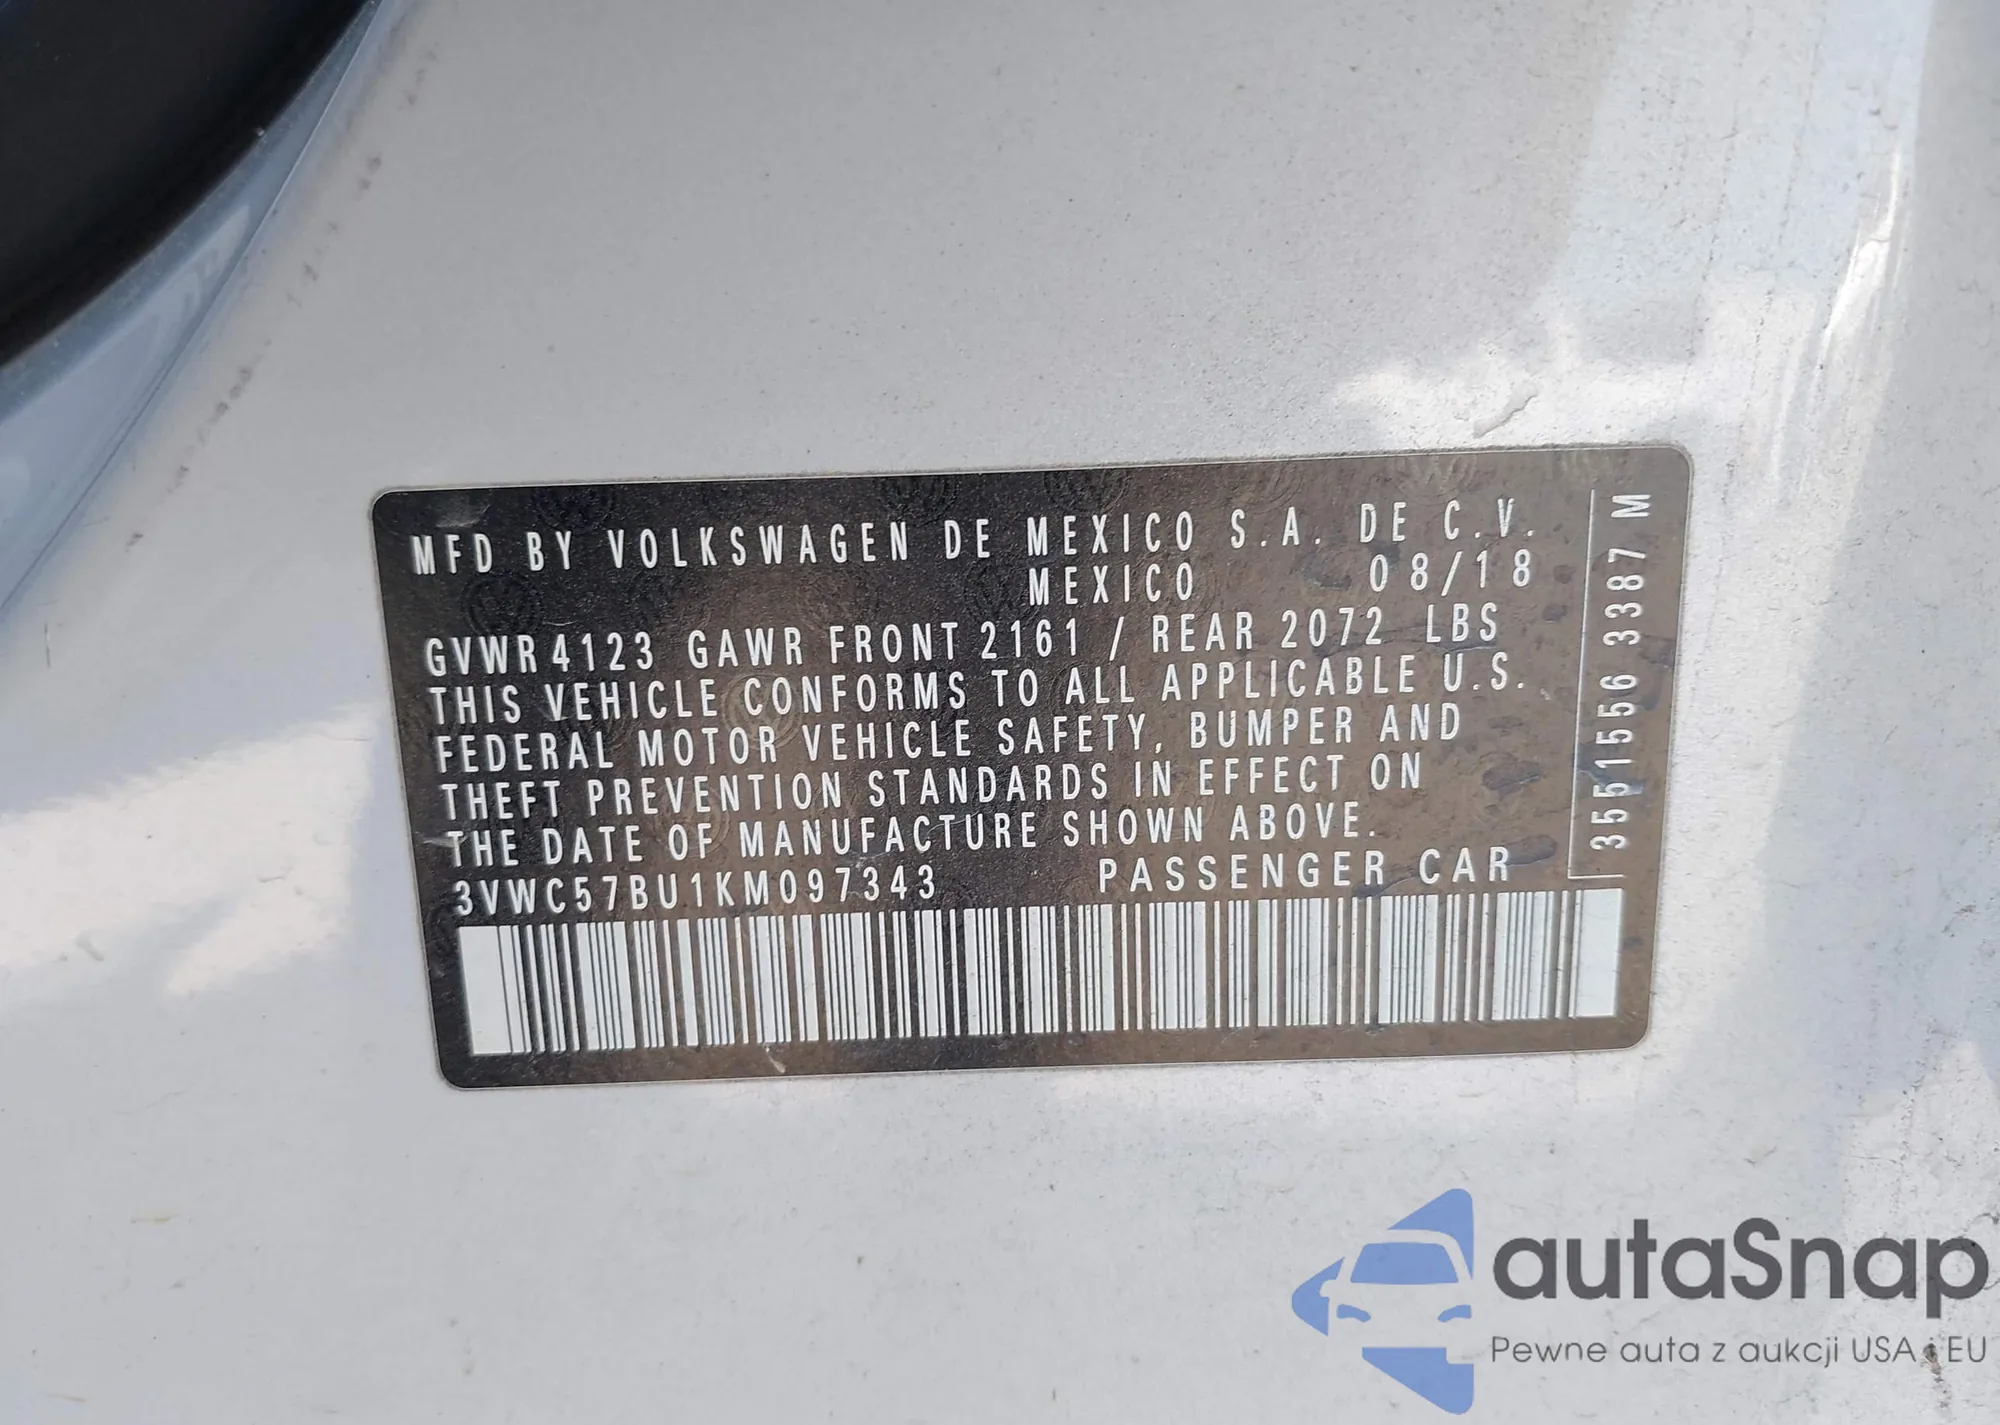 MFD BY VOLKSWAGEN DE MEXICO S.A. DE C.V.
MEXICO 08/18
GVWR 4123 GAWR FRONT 2161 / REAR 2072 LBS
THIS VEHICLE CONFORMS TO ALL APPLICABLE U.S.
FEDERAL MOTOR VEHICLE SAFETY, BUMPER AND
THEFT PREVENTION STANDARDS IN EFFECT ON
THE DATE OF MANUFACTURE SHOWN ABOVE.
3VWC57BU1KM097343 PASSENGER CAR
3551556 3387 M
autaSnap
Pewne auta z aukcji USA i EU